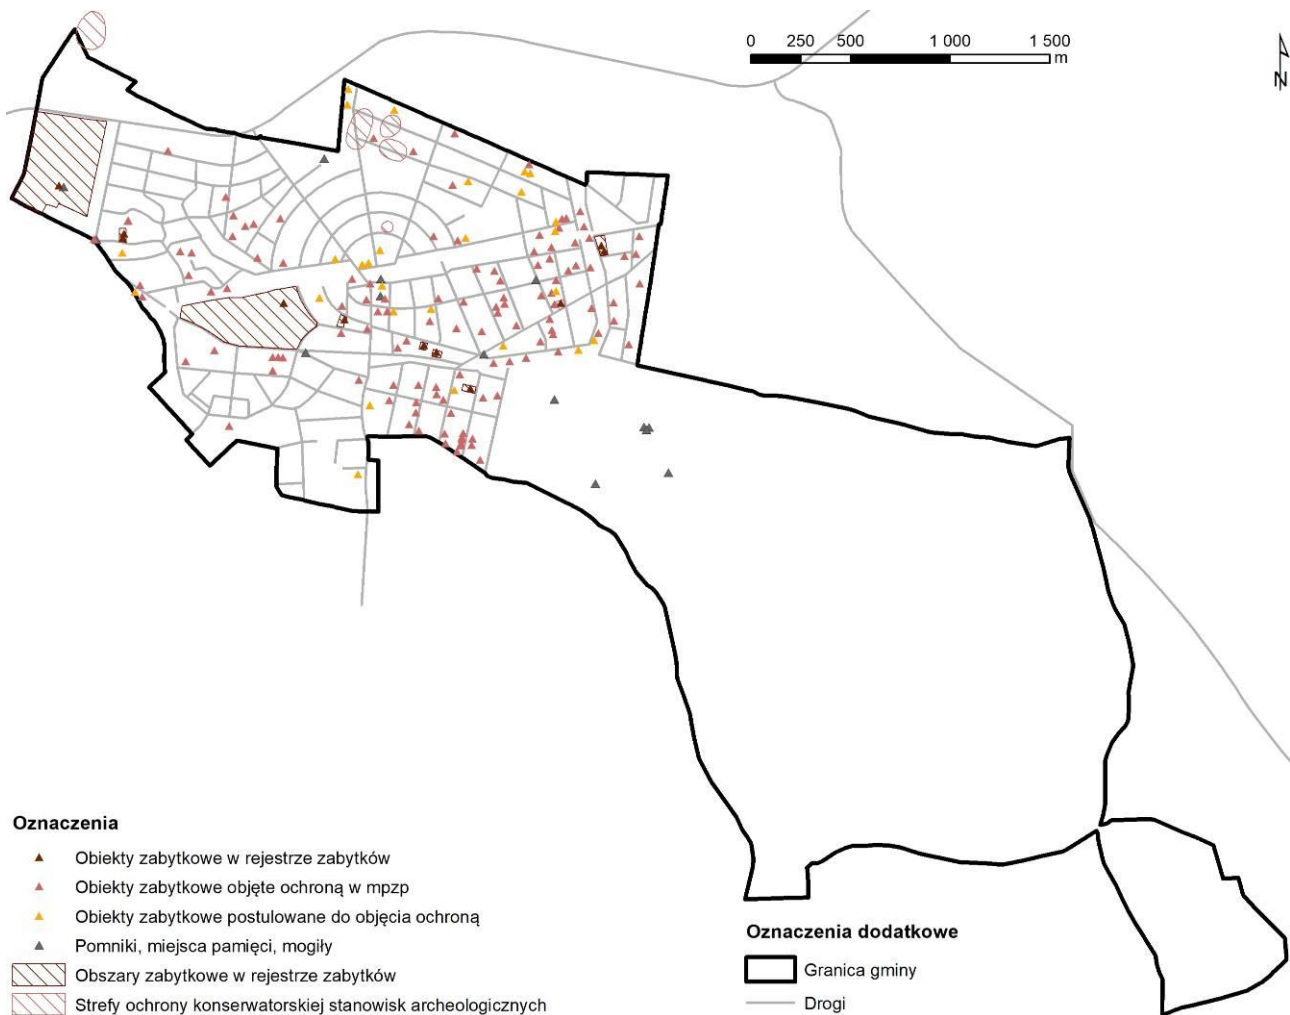 0 250 500 1 000 1 500
m
N
Oznaczenia
Obiekty zabytkowe w rejestrze zabytków
Obiekty zabytkowe objęte ochroną w mpzp
Obiekty zabytkowe postulowane do objęcia ochroną
Pomniki, miejsca pamięci, mogiły
Obszary zabytkowe w rejestrze zabytków
Strefy ochrony konserwatorskiej stanowisk archeologicznych
Oznaczenia dodatkowe
Granica gminy
Drogi